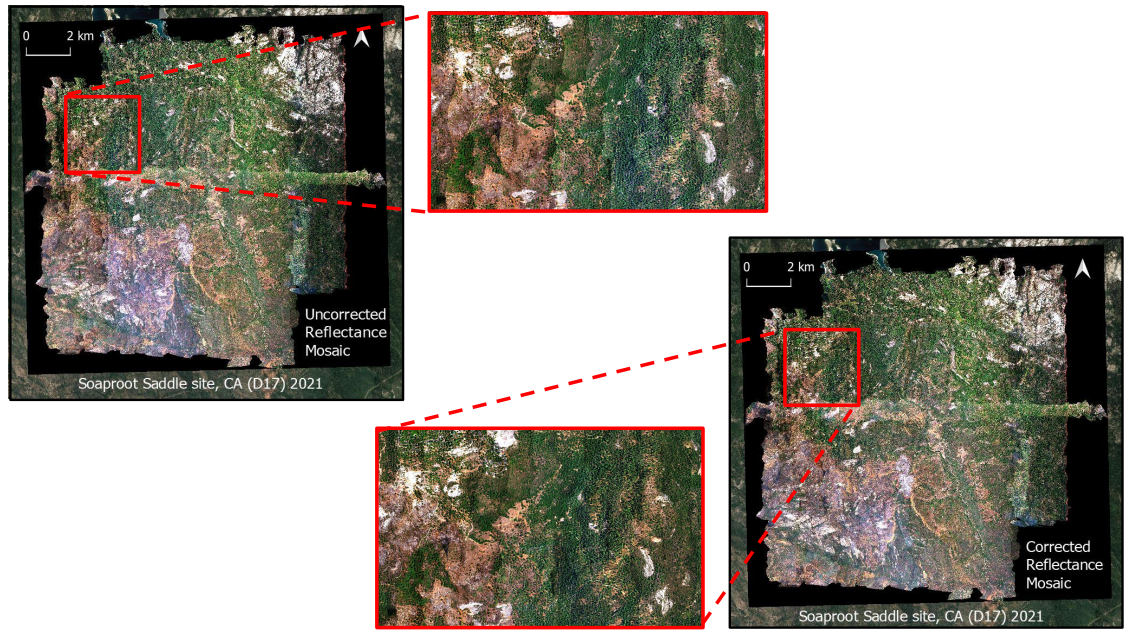 0 2 km
Uncorrected
Reflectance
Mosaic
Soaproot Saddle site, CA (D17) 2021
0 2 km
Corrected
Reflectance
Mosaic
Soaproot Saddle site, CA (D17) 2021